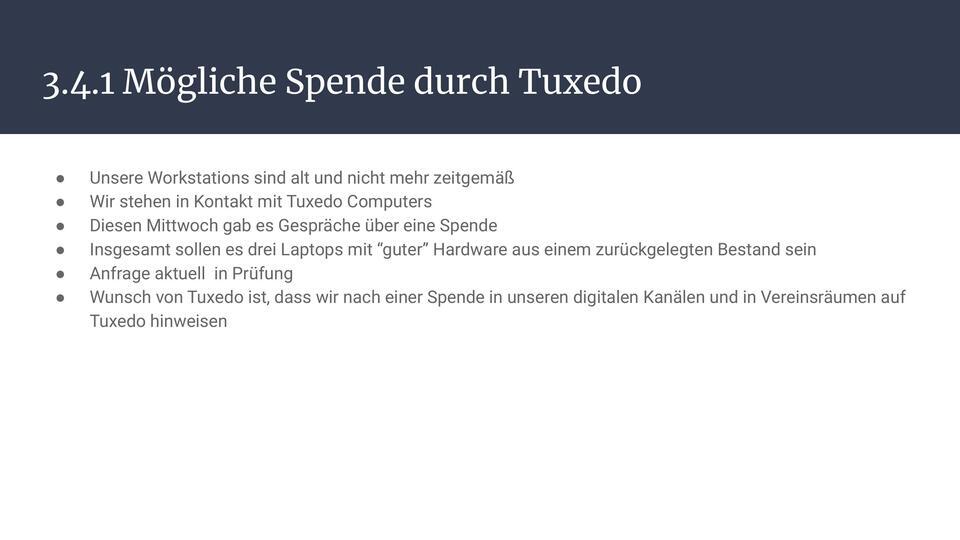 3.4.1 Mögliche Spende durch Tuxedo
● Unsere Workstations sind alt und nicht mehr zeitgemäß
● Wir stehen in Kontakt mit Tuxedo Computers
● Diesen Mittwoch gab es Gespräche über eine Spende
● Insgesamt sollen es drei Laptops mit “guter” Hardware aus einem zurückgelegten Bestand sein
● Anfrage aktuell  in Prüfung
● Wunsch von Tuxedo ist, dass wir nach einer Spende in unseren digitalen Kanälen und in Vereinsräumen auf
Tuxedo hinweisen